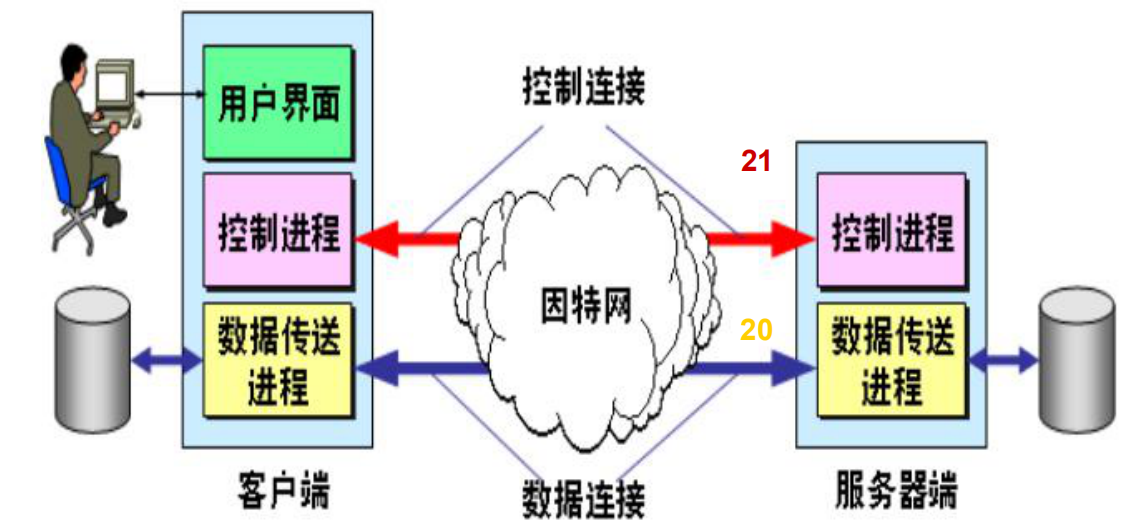 用户界面
控制连接
21
控制进程
控制进程
因特网
20
数据传送
进程
数据传送
进程
客户端
数据连接
服务器端